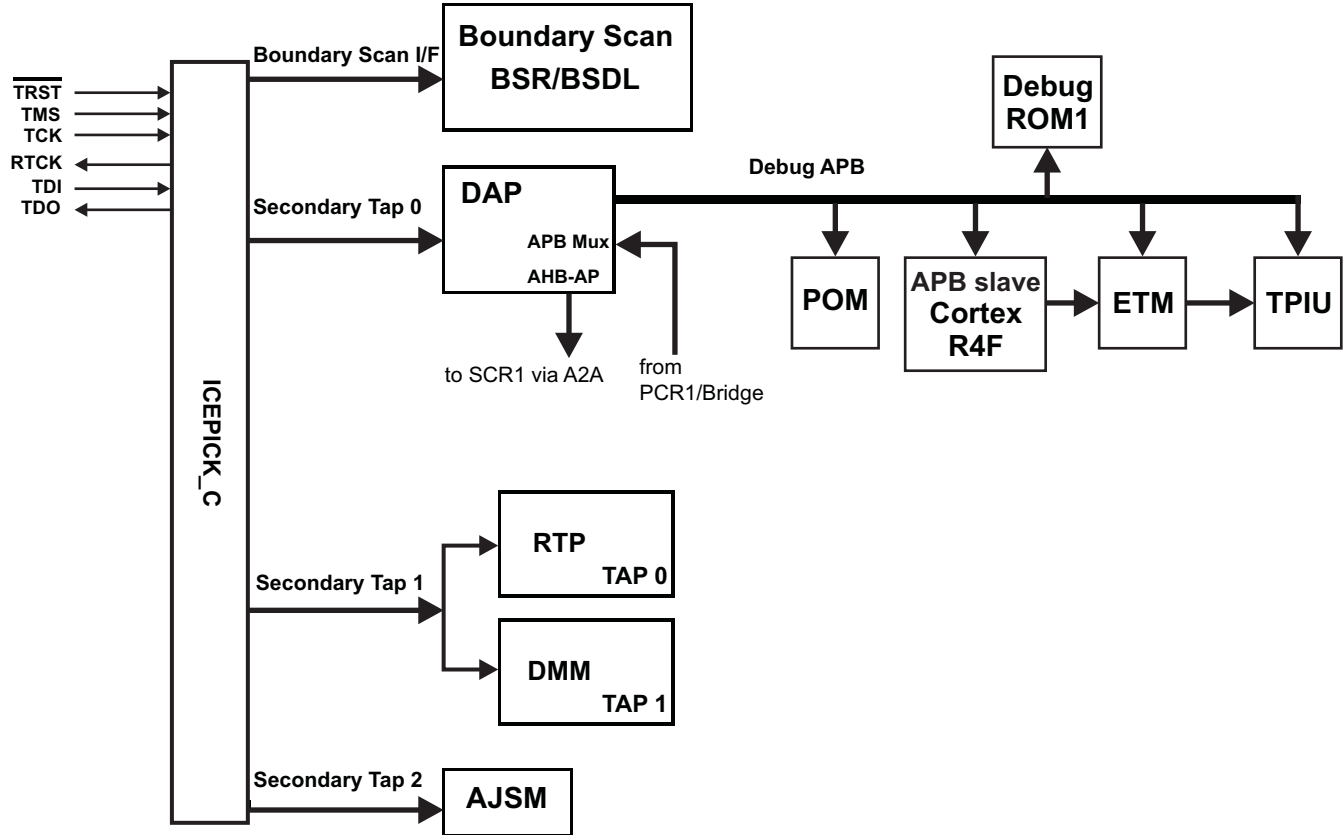 Boundary Scan I/F
Boundary Scan
BSR/BSDL
TRST
TMS
TCK
RTCK
TDI
TDO
ICEPICK_C
Secondary Tap 0
DAP
APB Mux
AHB-AP
to SCR1 via A2A
from
PCR1/Bridge
Debug APB
Debug
ROM1
POM
APB slave
Cortex
R4F
ETM
TPIU
Secondary Tap 1
RTP
TAP 0
DMM
TAP 1
Secondary Tap 2
AJSM